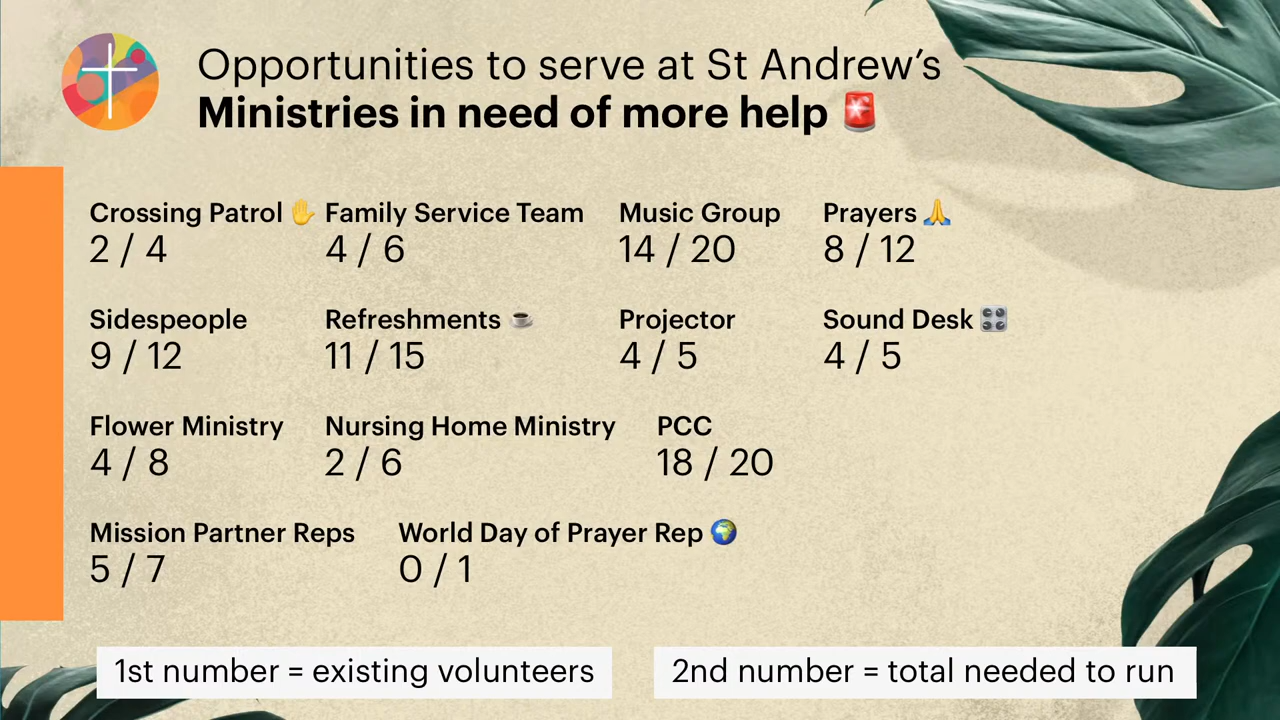 Opportunities to serve at St Andrew’s
Ministries in need of more help 🚨
Crossing Patrol ✋ Family Service Team Music Group Prayers 🙏
2 / 4 4 / 6 14 / 20 8 / 12
Sidespeople Refreshments ☕ Projector Sound Desk 🎛️
9 / 12 11 / 15 4 / 5 4 / 5
Flower Ministry Nursing Home Ministry PCC
4 / 8 2 / 6 18 / 20
Mission Partner Reps World Day of Prayer Rep 🌍
5 / 7 0 / 1
1st number = existing volunteers 2nd number = total needed to run